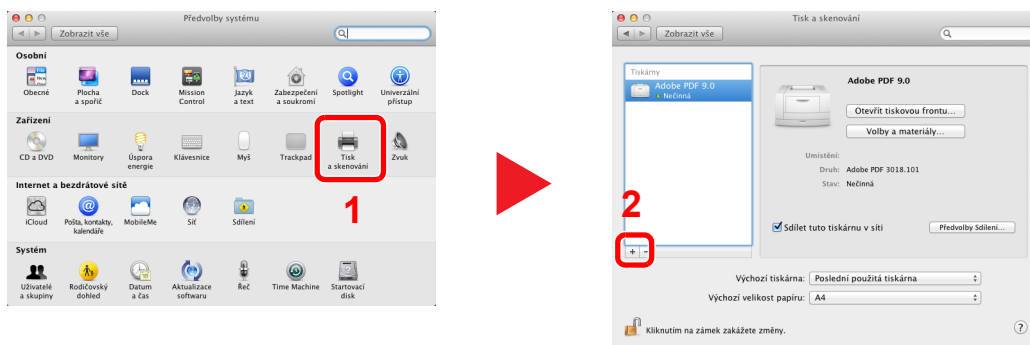 Předvolby systému
Zobrazit vše
Osobní
Obecné
Plocha
a spořič
Dock
Mission
Control
Jazyk
a text
Zabezpečení
a soukromí
Spotlight
Univerzální
přístup
Zařízení
CD a DVD
Monitory
Úspora
energie
Klávesnice
Myš
Trackpad
Tisk
a skenování
Zvuk
1
Internet a bezdrátové sítě
iCloud
Pošta, kontakty,
kalendáře
MobileMe
Síť
Sdílení
Systém
Uživatelé
a skupiny
Rodičovský
dohled
Datum
a čas
Aktualizace
softwaru
Řeč
Time Machine
Startovací
disk
Tisk a skenování
Zobrazit vše
Tiskárny
Adobe PDF 9.0
Nečinná
2
+ −
Adobe PDF 9.0
Otevřít tiskovou frontu...
Volby a materiály...
Umístění:
Druh: Adobe PDF 3018.101
Stav: Nečinná
Sdílet tuto tiskárnu v síti
Předvolby Sdílení...
Výchozí tiskárna: Poslední použitá tiskárna
Výchozí velikost papíru: A4
Kliknutím na zámek zakážete změny.
?